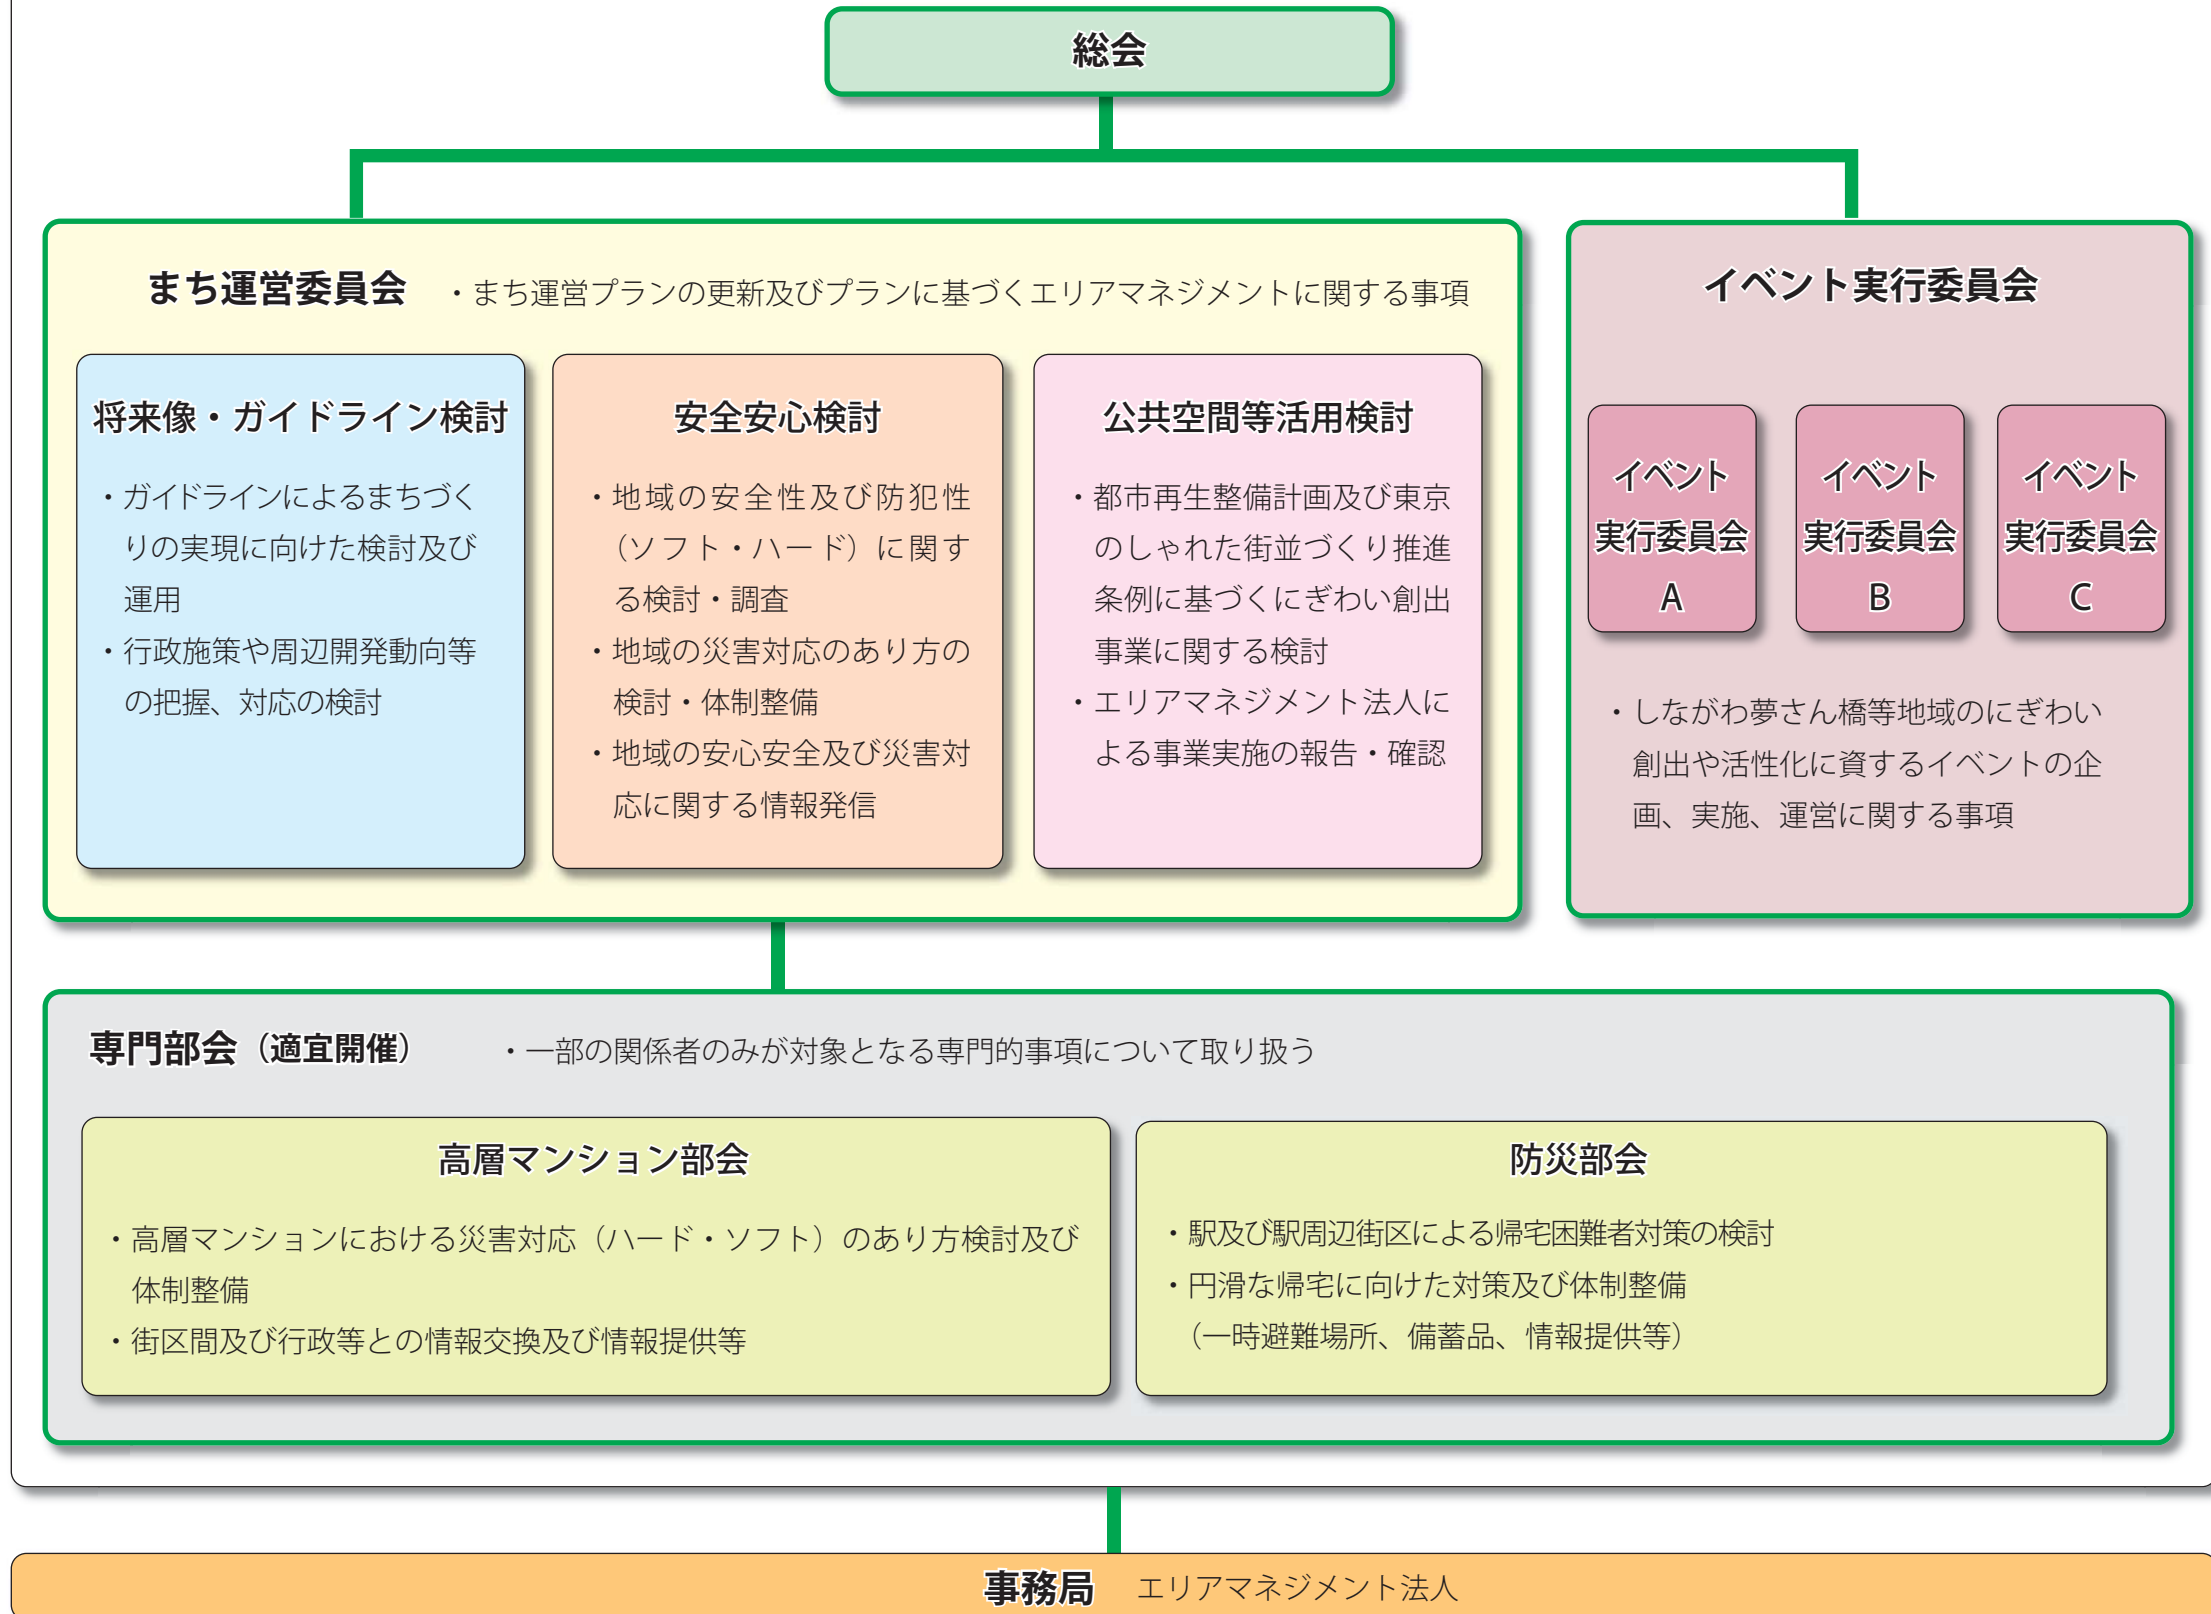 総会
まち運営委員会 ・まち運営プランの更新及びプランに基づくエリアマネジメントに関する事項
将来像・ガイドライン検討
・ガイドラインによるまちづく
りの実現に向けた検討及び
運用
・行政施策や周辺開発動向等
の把握、対応の検討
安全安心検討
・地域の安全性及び防犯性
（ソフト・ハード）に関す
る検討・調査
・地域の災害対応のあり方の
検討・体制整備
・地域の安心安全及び災害対
応に関する情報発信
公共空間等活用検討
・都市再生整備計画及び東京
のしゃれた街並づくり推進
条例に基づくにぎわい創出
事業に関する検討
・エリアマネジメント法人に
よる事業実施の報告・確認
イベント実行委員会
イベント
実行委員会
A
イベント
実行委員会
B
イベント
実行委員会
C
・しながわ夢さん橋等地域のにぎわい
創出や活性化に資するイベントの企
画、実施、運営に関する事項
専門部会（適宜開催） ・一部の関係者のみが対象となる専門的事項について取り扱う
高層マンション部会
・高層マンションにおける災害対応（ハード・ソフト）のあり方検討及び
体制整備
・街区間及び行政等との情報交換及び情報提供等
防災部会
・駅及び駅周辺街区による帰宅困難者対策の検討
・円滑な帰宅に向けた対策及び体制整備
（一時避難場所、備蓄品、情報提供等）
事務局 エリアマネジメント法人